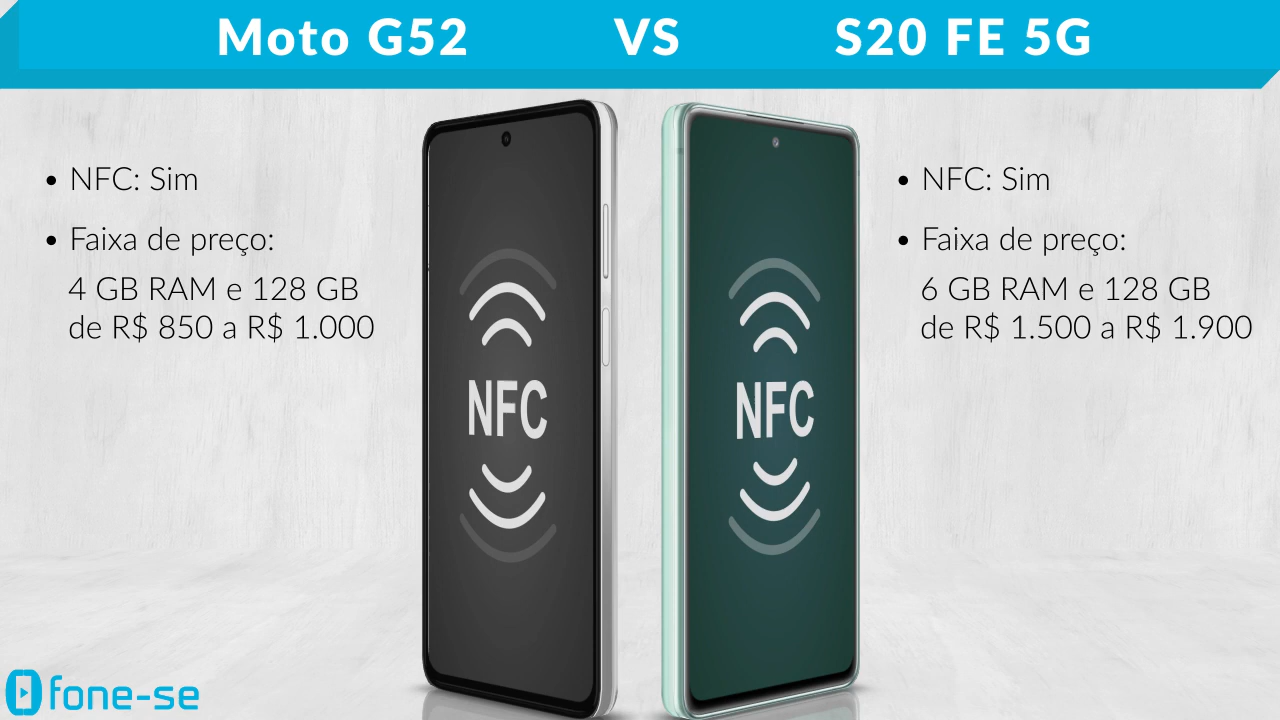 Moto G52 VS S20 FE 5G
• NFC: Sim
• Faixa de preço:
4 GB RAM e 128 GB
de R$ 850 a R$ 1.000
NFC
NFC
• NFC: Sim
• Faixa de preço:
6 GB RAM e 128 GB
de R$ 1.500 a R$ 1.900
fone-se